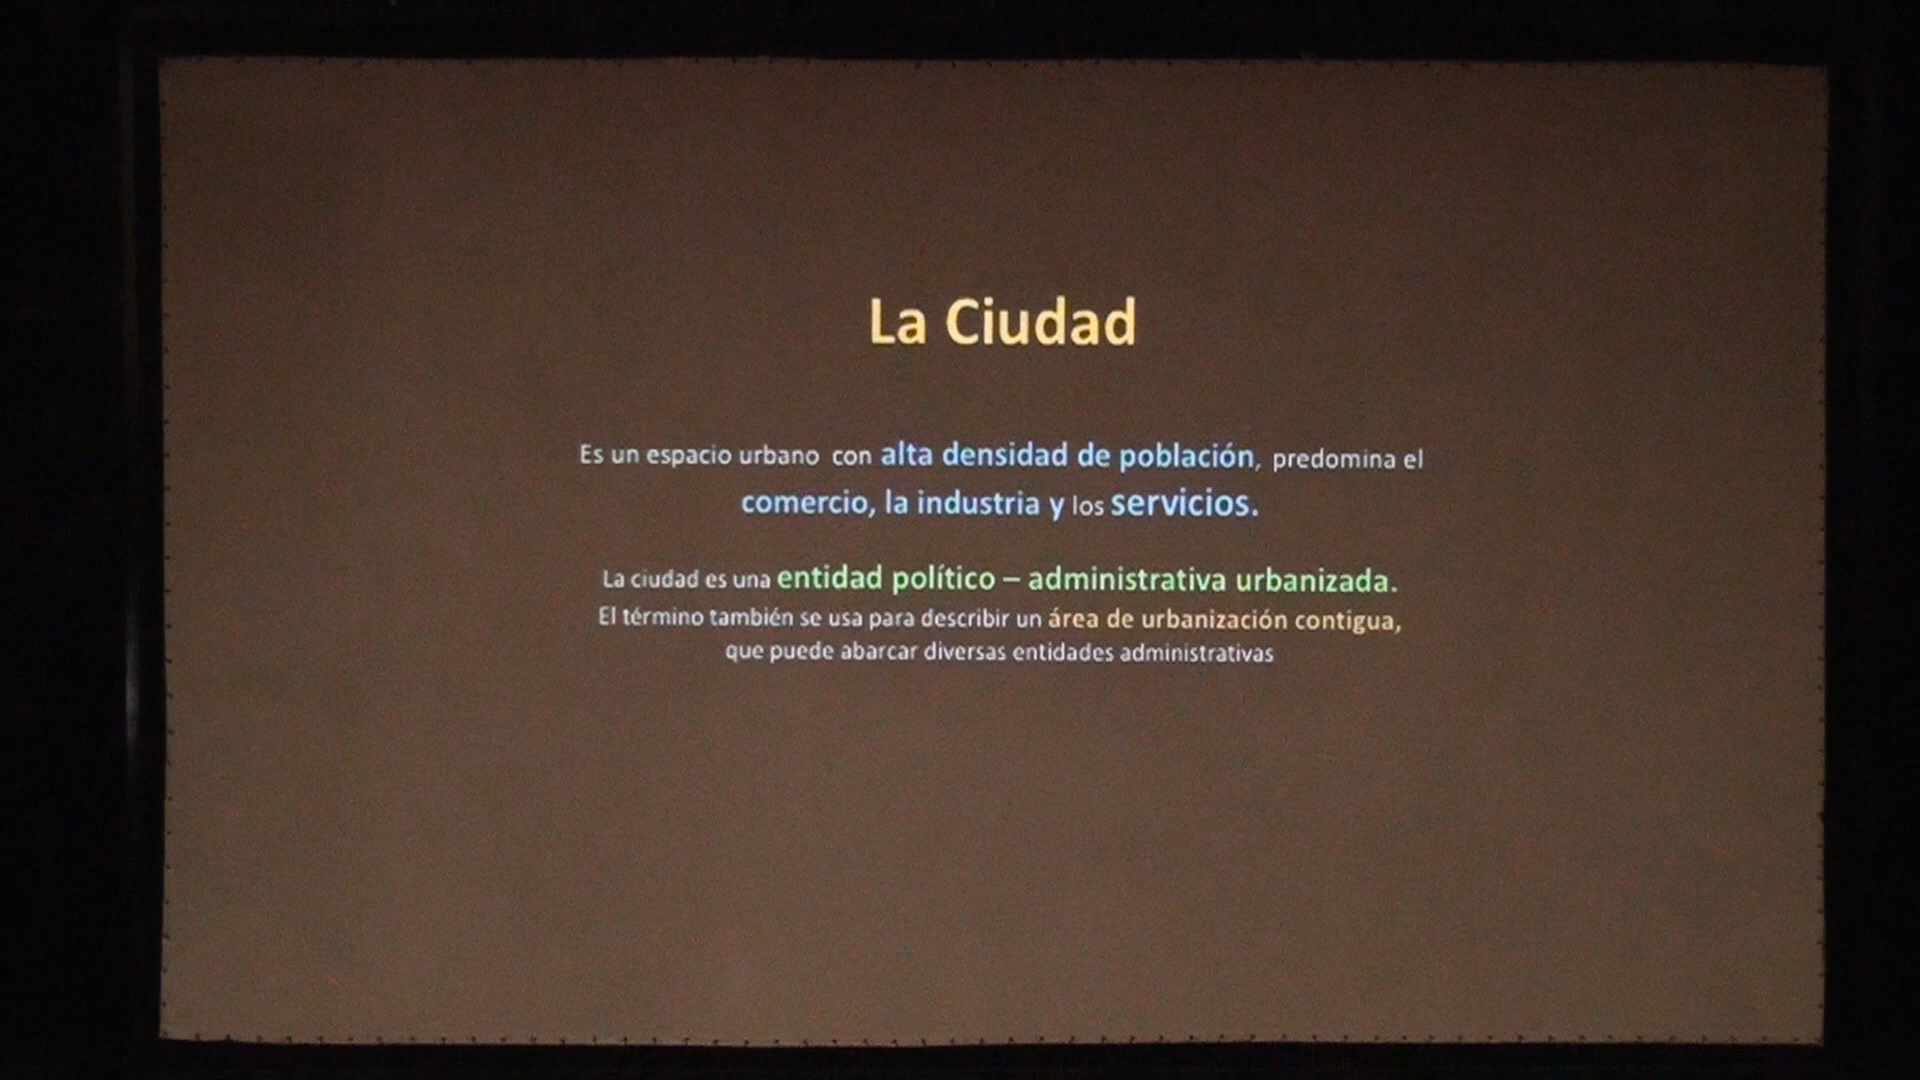 La Ciudad
Es un espacio urbano con alta densidad de población, predomina el
comercio, la industria y los servicios.
La ciudad es una entidad político – administrativa urbanizada.
El término también se usa para describir un área de urbanización contigua,
que puede abarcar diversas entidades administrativas